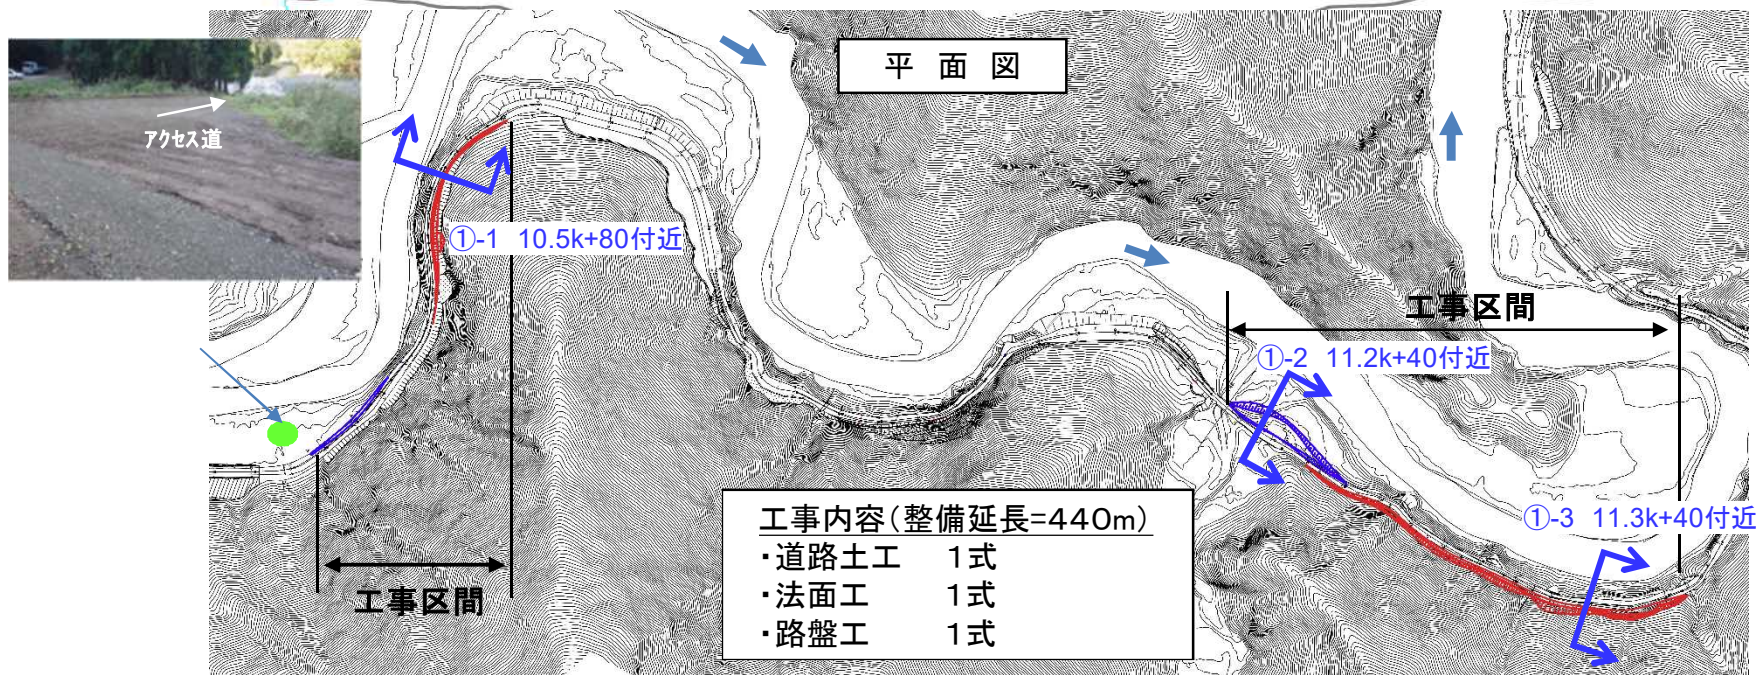 平面図
アクセス道
①-1 10.5k+80付近
工事区間
①-2 11.2k+40付近
①-3 11.3k+40付近
工事内容(整備延長=440m)
・道路土工 1式
・法面工 1式
・路盤工 1式
工事区間